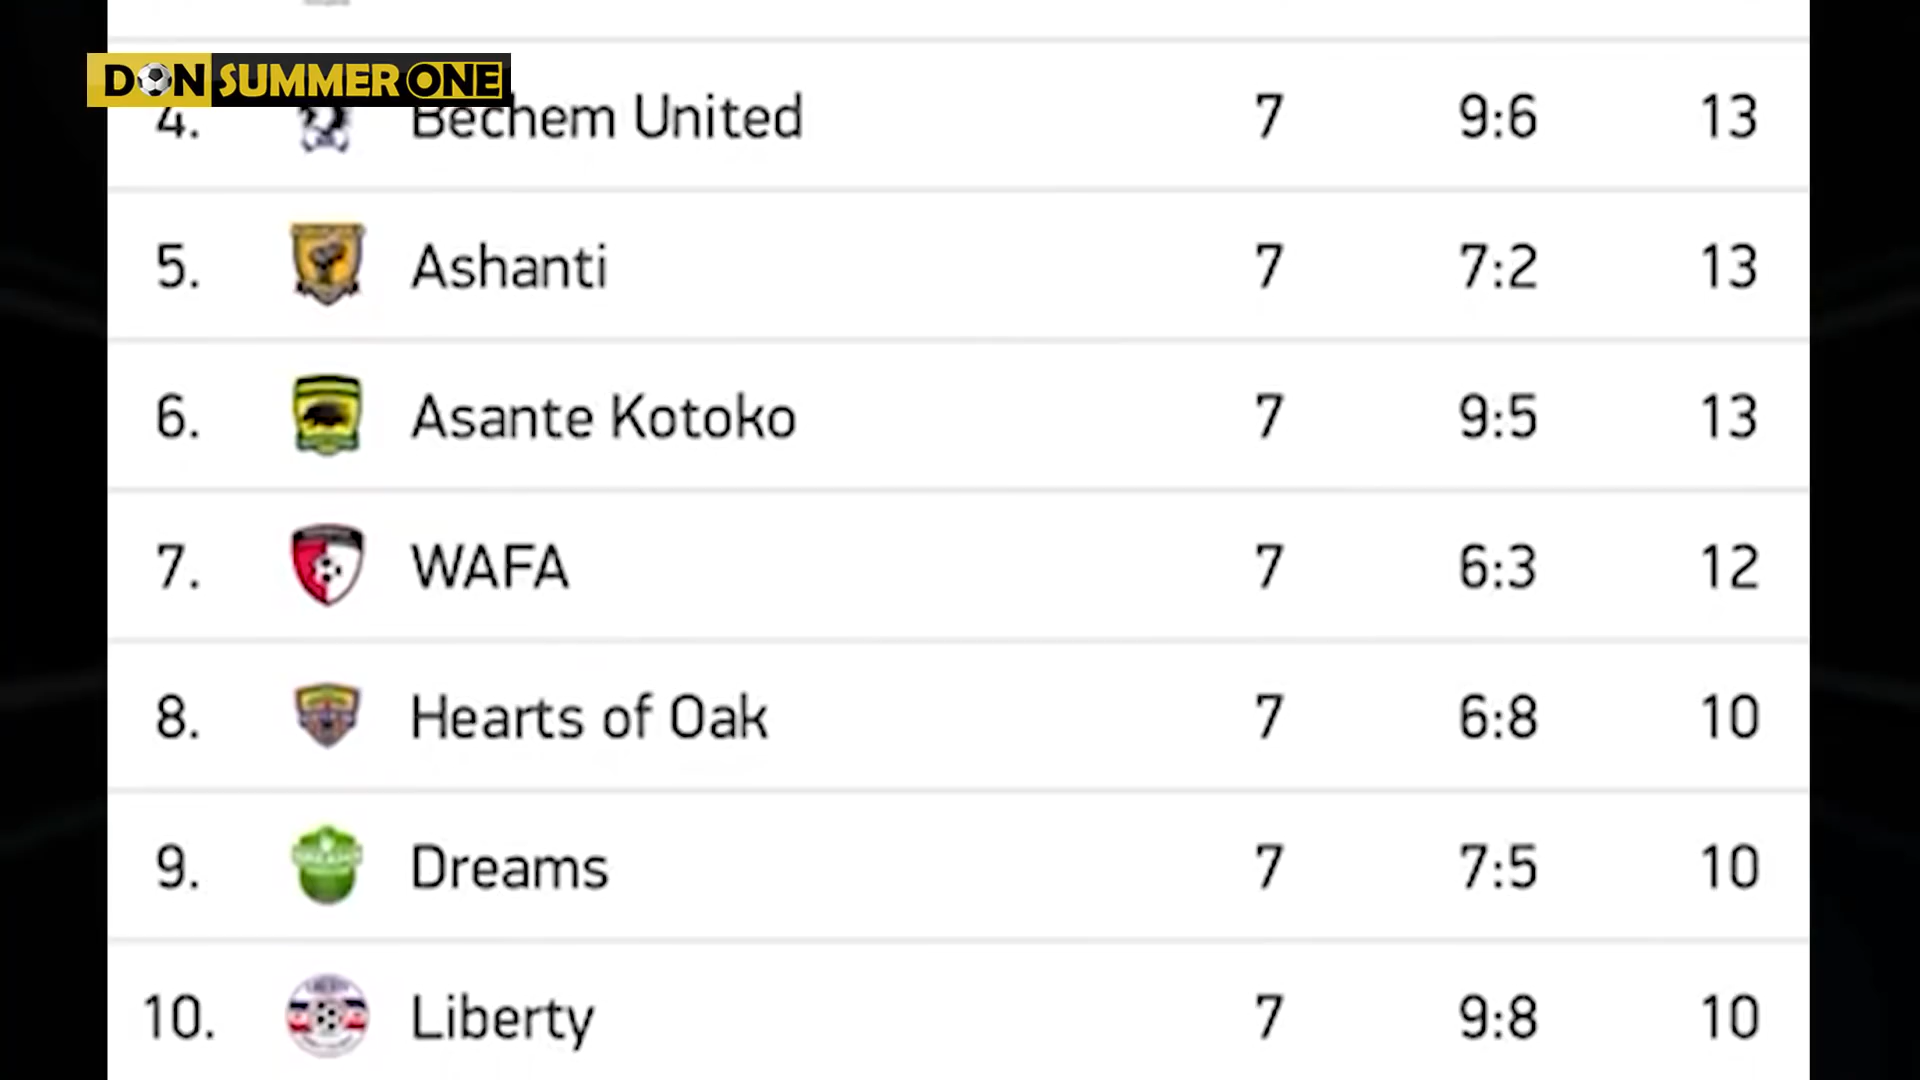 DON SUMMER ONE
4. Bechem United 7 9:6 13
5. Ashanti 7 7:2 13
6. Asante Kotoko 7 9:5 13
7. WAFA 7 6:3 12
8. Hearts of Oak 7 6:8 10
9. Dreams 7 7:5 10
10. Liberty 7 9:8 10